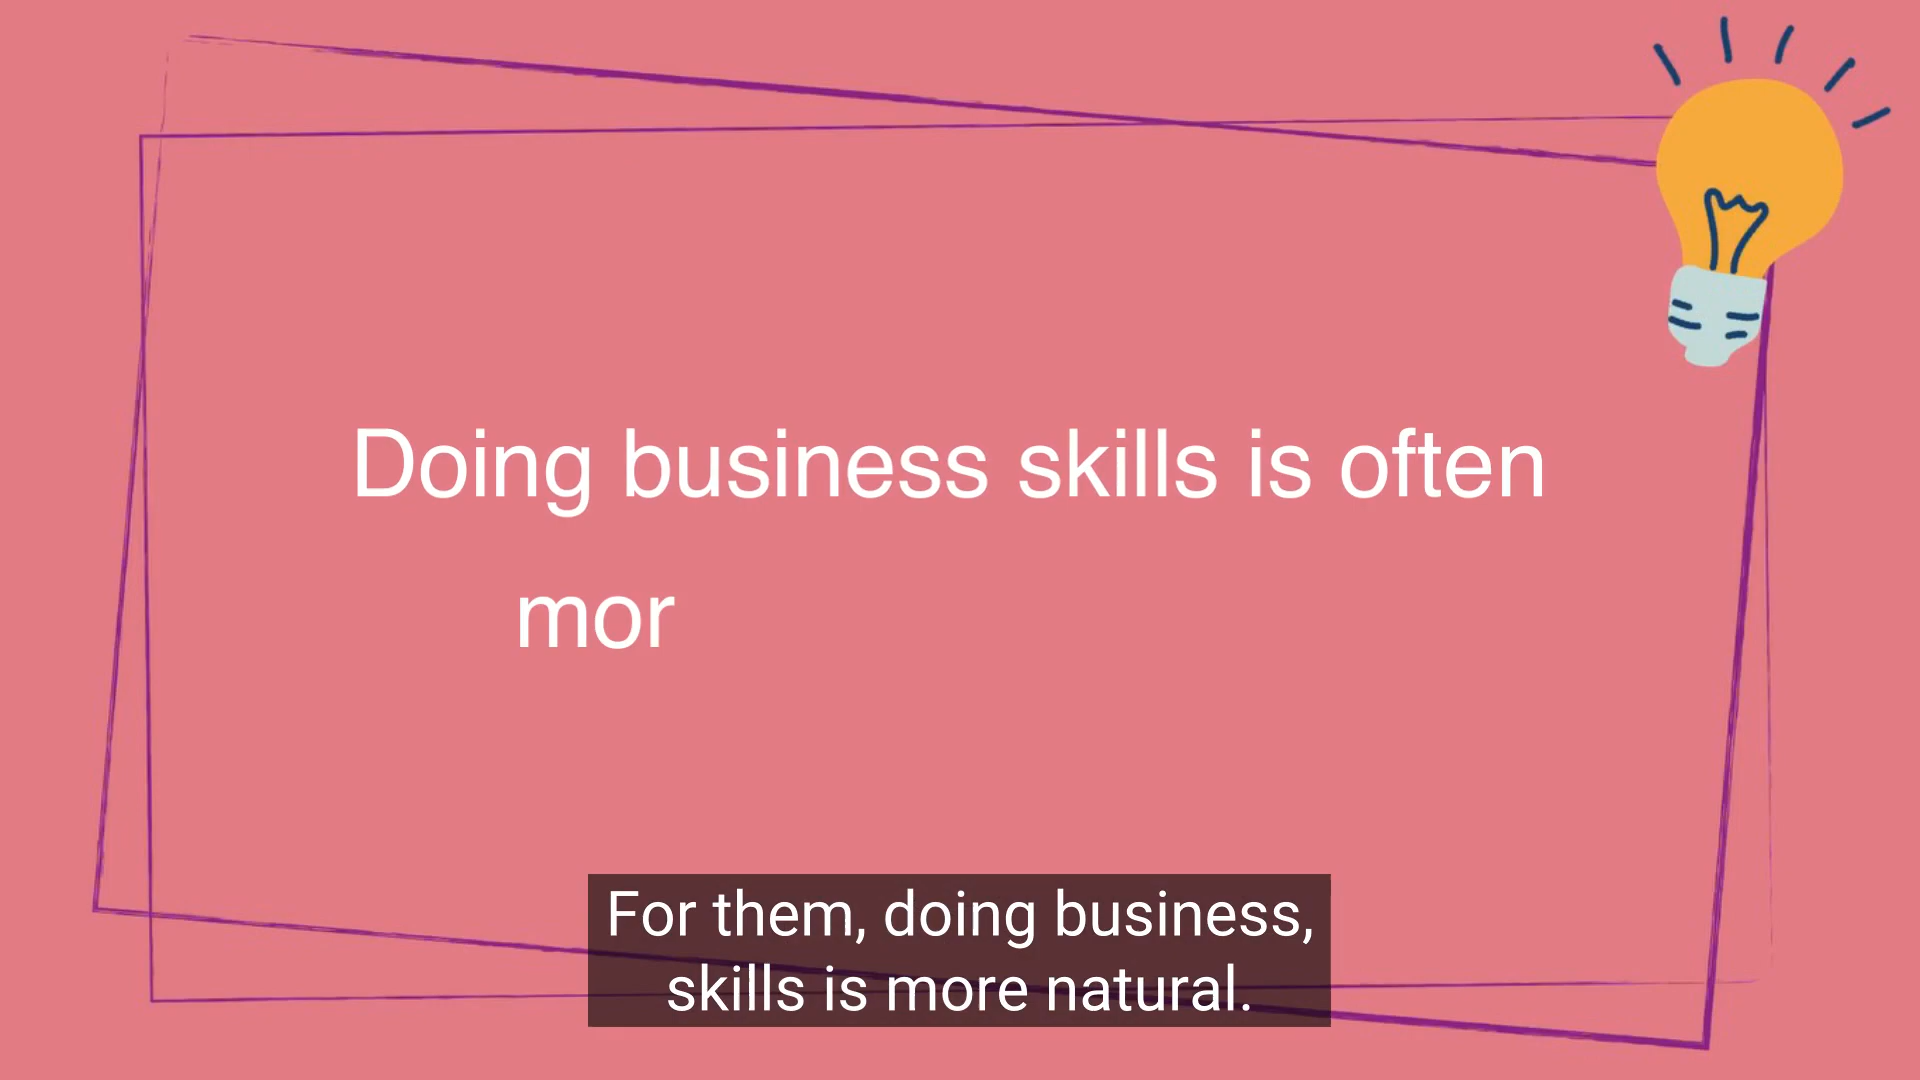 Doing business skills is often
mor
For them, doing business,
skills is more natural.